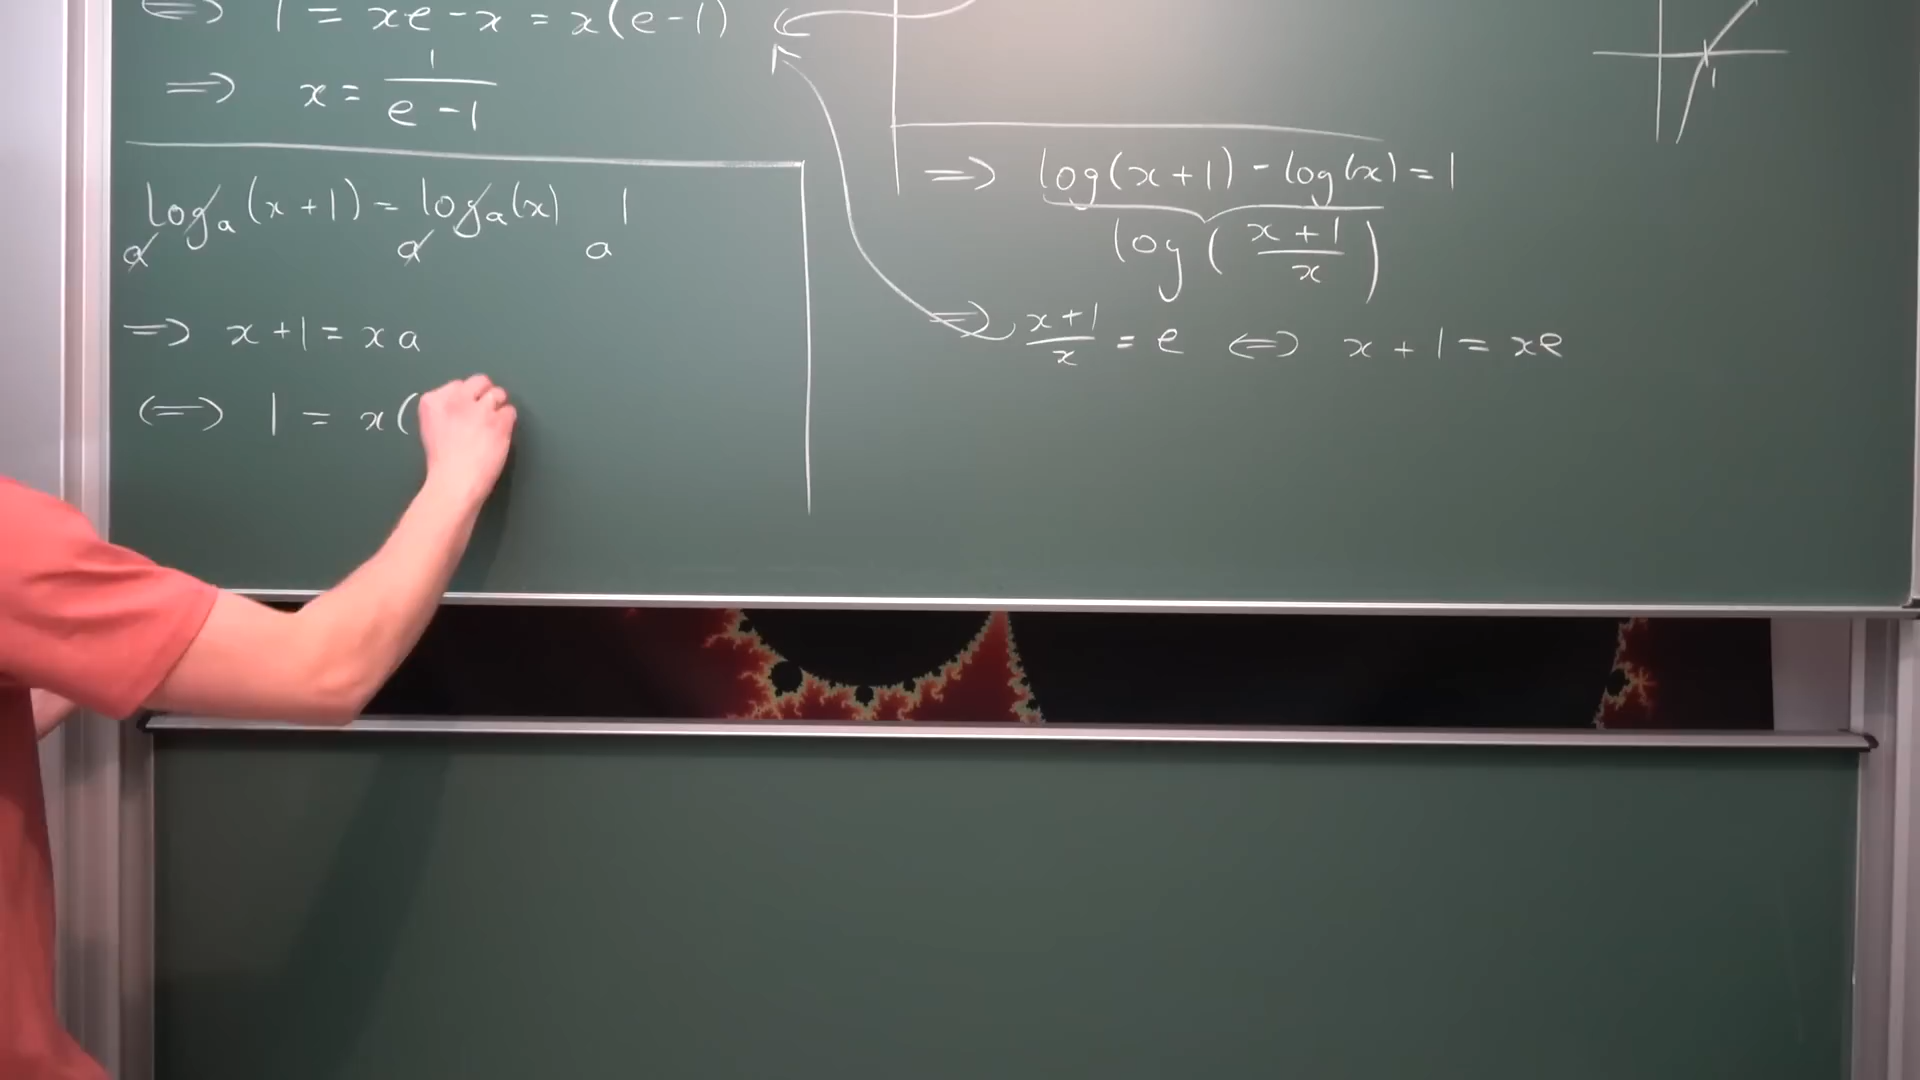 ⟺ 1 = xe - x = x(e-1)
⟹ x = 1/(e-1)
log_a(x+1) = log_a(x) 1
a a a
⟹ x+1 = xa
⟺ 1 = x(
1
⟹ log(x+1) - log(x) = 1
log((x+1)/x)
⟹ (x+1)/x = e ⟺ x+1 = xe